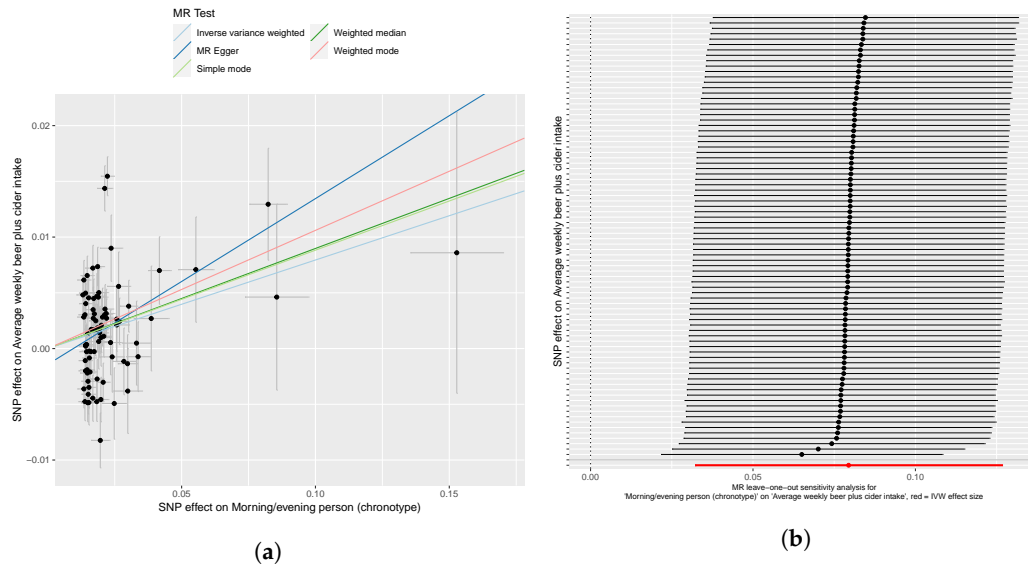 MR Test
Inverse variance weighted
MR Egger
Simple mode
Weighted median
Weighted mode
SNP effect on Average weekly beer plus cider intake
0.02
0.01
0.00
−0.01
0.05
0.10
0.15
SNP effect on Morning/evening person (chronotype)
(a)
SNP effect on Average weekly beer plus cider intake
0.00
0.05
0.10
MR leave−one−out sensitivity analysis for
'Morning/evening person (chronotype)' on 'Average weekly beer plus cider intake', red = IVW effect size
(b)